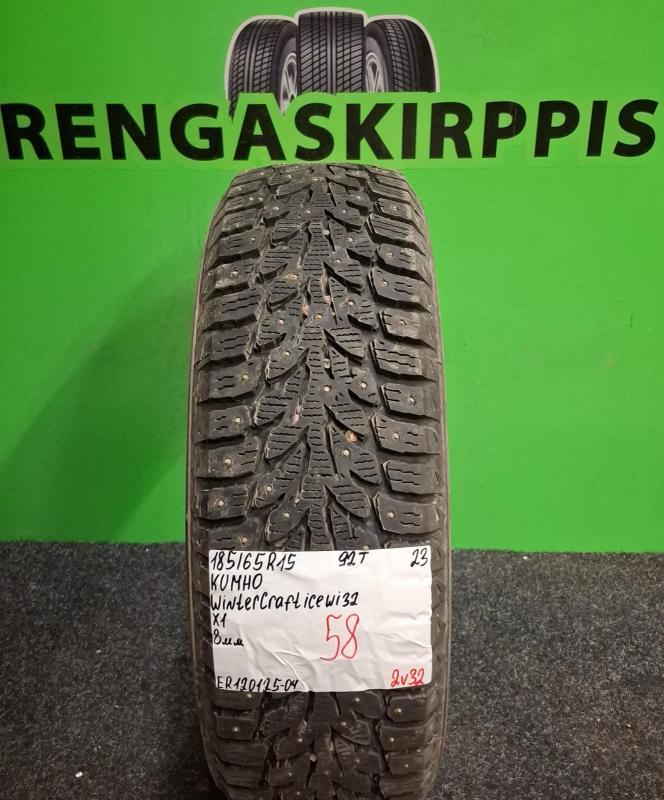 RENGASKIRPPIS
185/65R15 92T 23
KUMHO
WinterCraft ice wi32
X1
8мм
58
ER120125-04 2v32